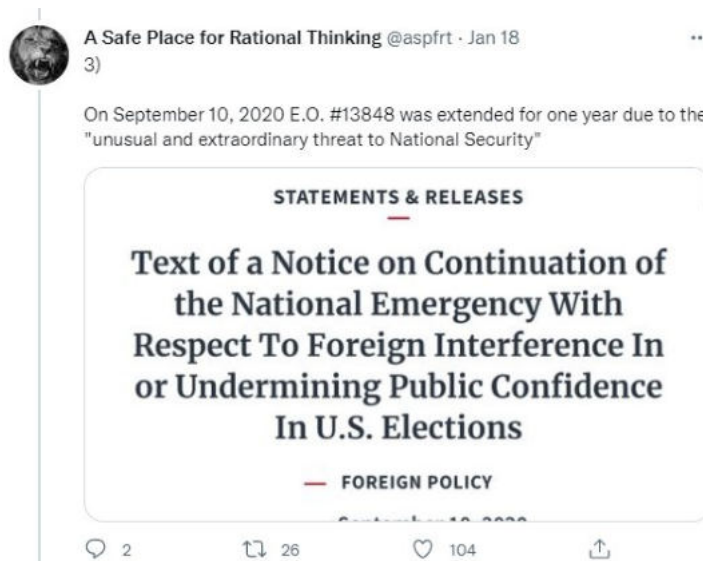 A Safe Place for Rational Thinking @aspfrt · Jan 18
3)
On September 10, 2020 E.O. #13848 was extended for one year due to the
"unusual and extraordinary threat to National Security"
STATEMENTS & RELEASES
Text of a Notice on Continuation of
the National Emergency With
Respect To Foreign Interference In
or Undermining Public Confidence
In U.S. Elections
FOREIGN POLICY
2 26 104